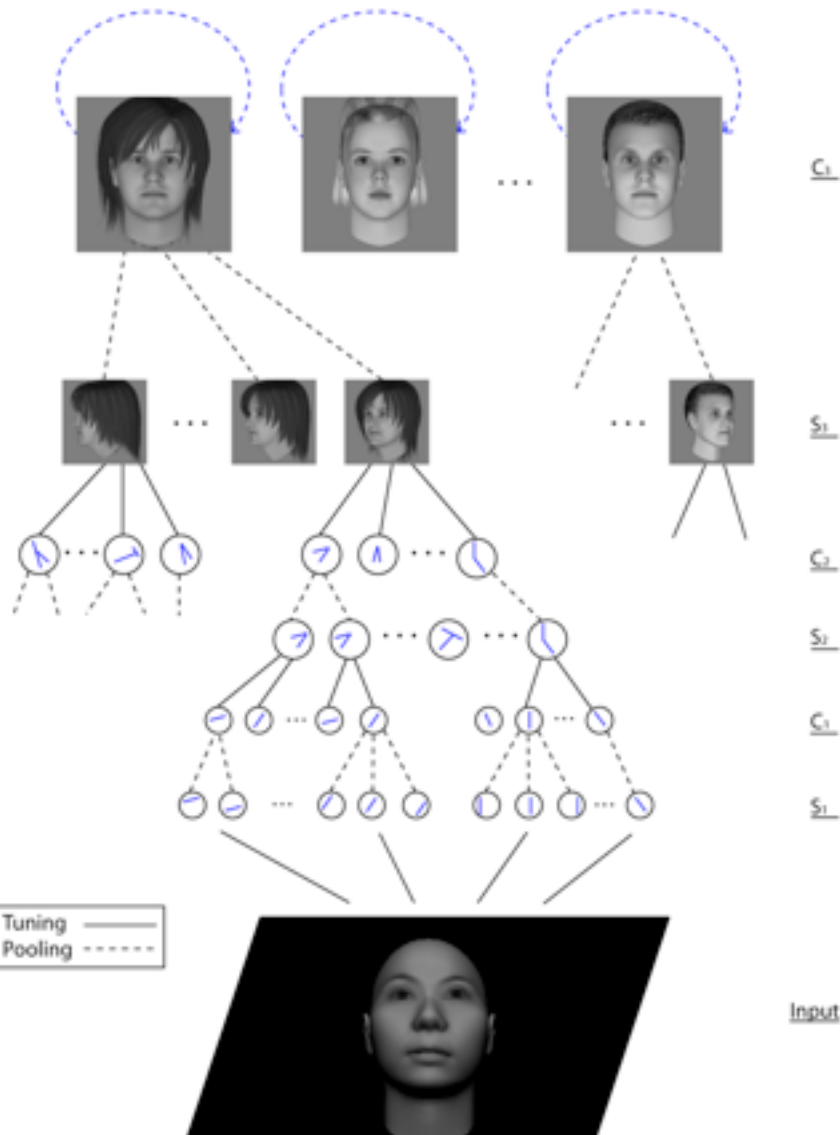 C₃
S₃
C₂
S₂
C₁
S₁
Tuning
Pooling
Input